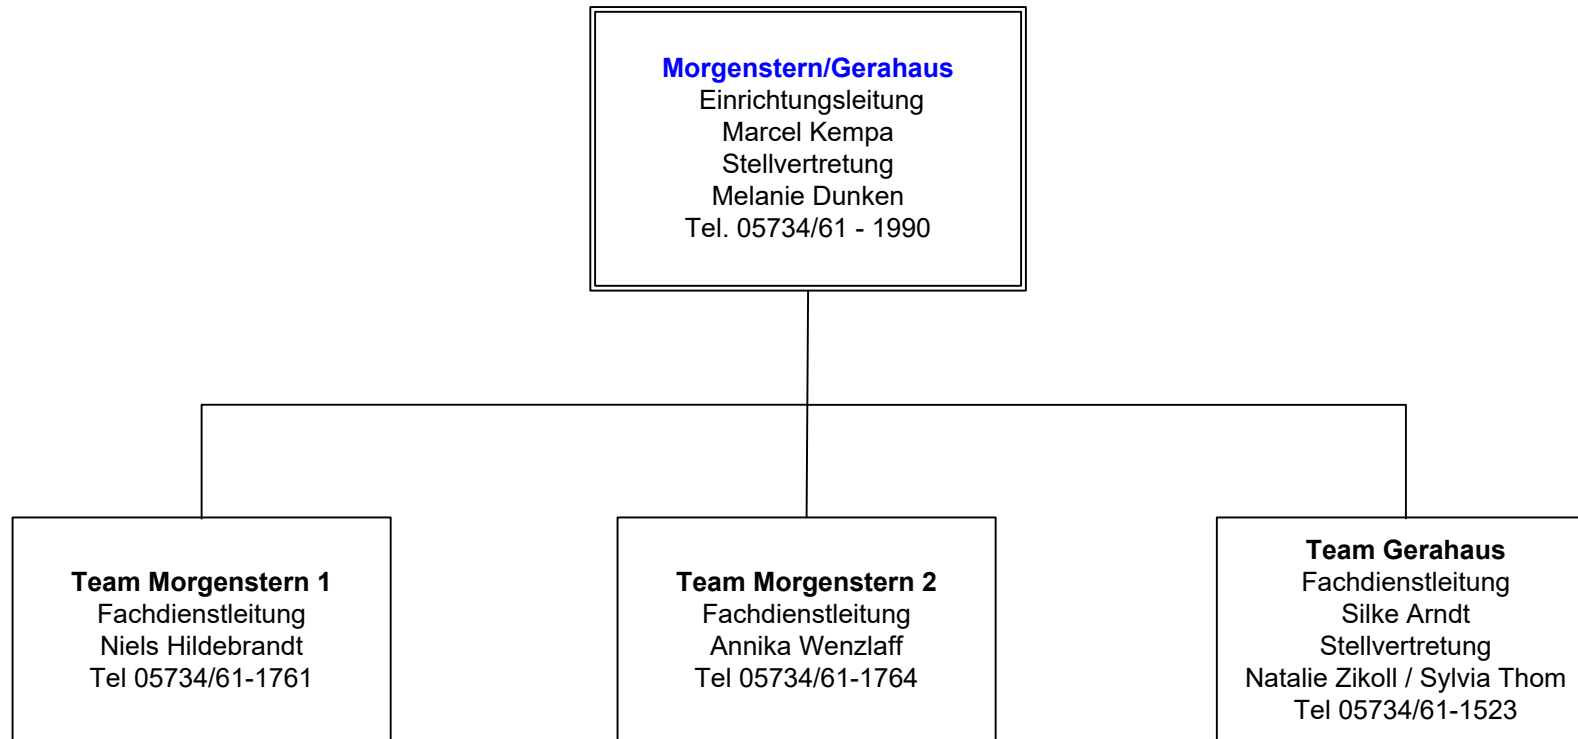 Morgenstern/Gerahaus
Einrichtungsleitung
Marcel Kempa
Stellvertretung
Melanie Dunken
Tel. 05734/61 - 1990
Team Morgenstern 1
Fachdienstleitung
Niels Hildebrandt
Tel 05734/61-1761
Team Morgenstern 2
Fachdienstleitung
Annika Wenzlaff
Tel 05734/61-1764
Team Gerahaus
Fachdienstleitung
Silke Arndt
Stellvertretung
Natalie Zikoll / Sylvia Thom
Tel 05734/61-1523